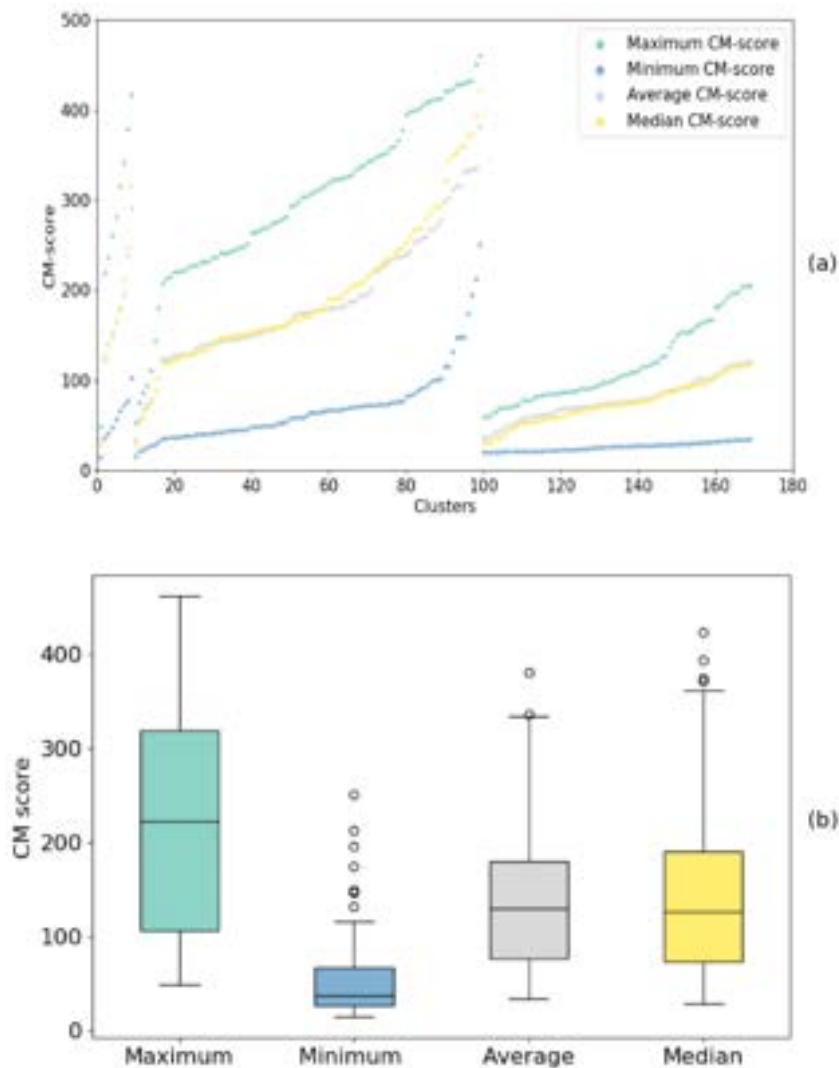 500
400
300
200
100
0
CM-score
Maximum CM-score
Minimum CM-score
Average CM-score
Median CM-score
(a)
0 20 40 60 80 100 120 140 160 180
Clusters
400
300
200
100
0
CM score
(b)
Maximum Minimum Average Median